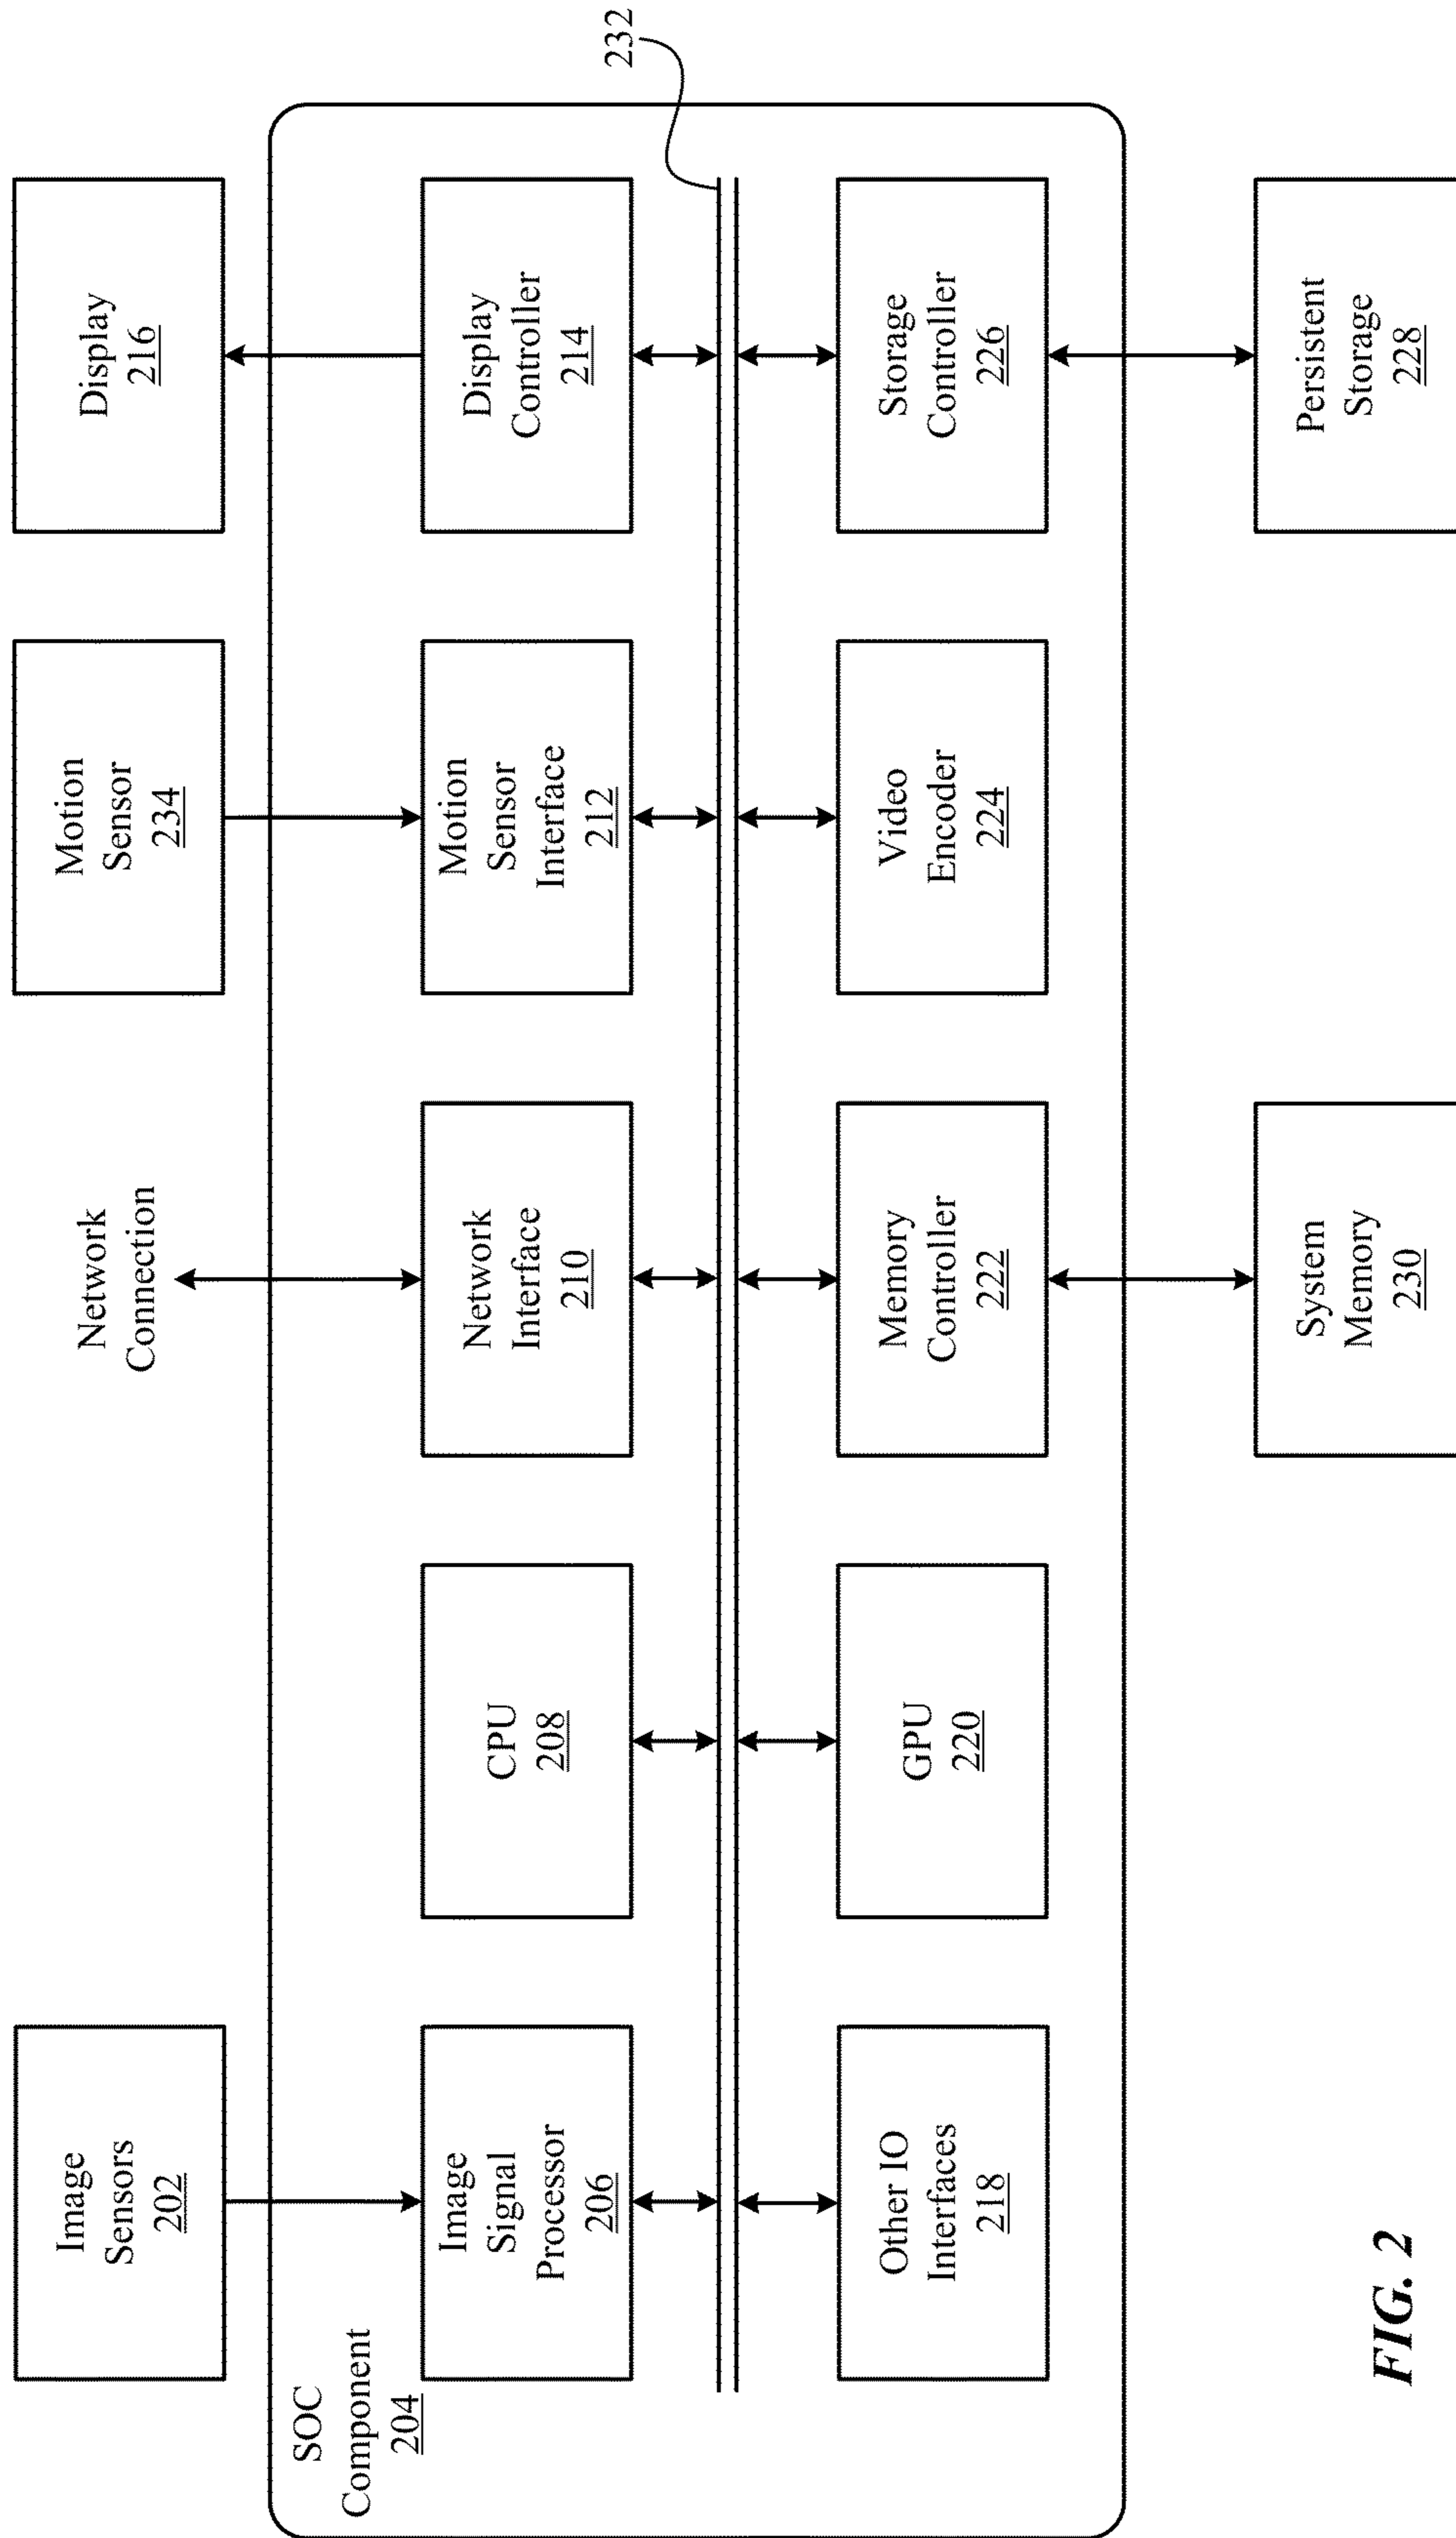 Image
Sensors
202
Network
Connection
Motion
Sensor
234
Display
216
SOC
Component
204
Image
Signal
Processor
206
CPU
208
Network
Interface
210
Motion
Sensor
Interface
212
Display
Controller
214
232
Other IO
Interfaces
218
GPU
220
Memory
Controller
222
Video
Encoder
224
Storage
Controller
226
System
Memory
230
Persistent
Storage
228
FIG. 2